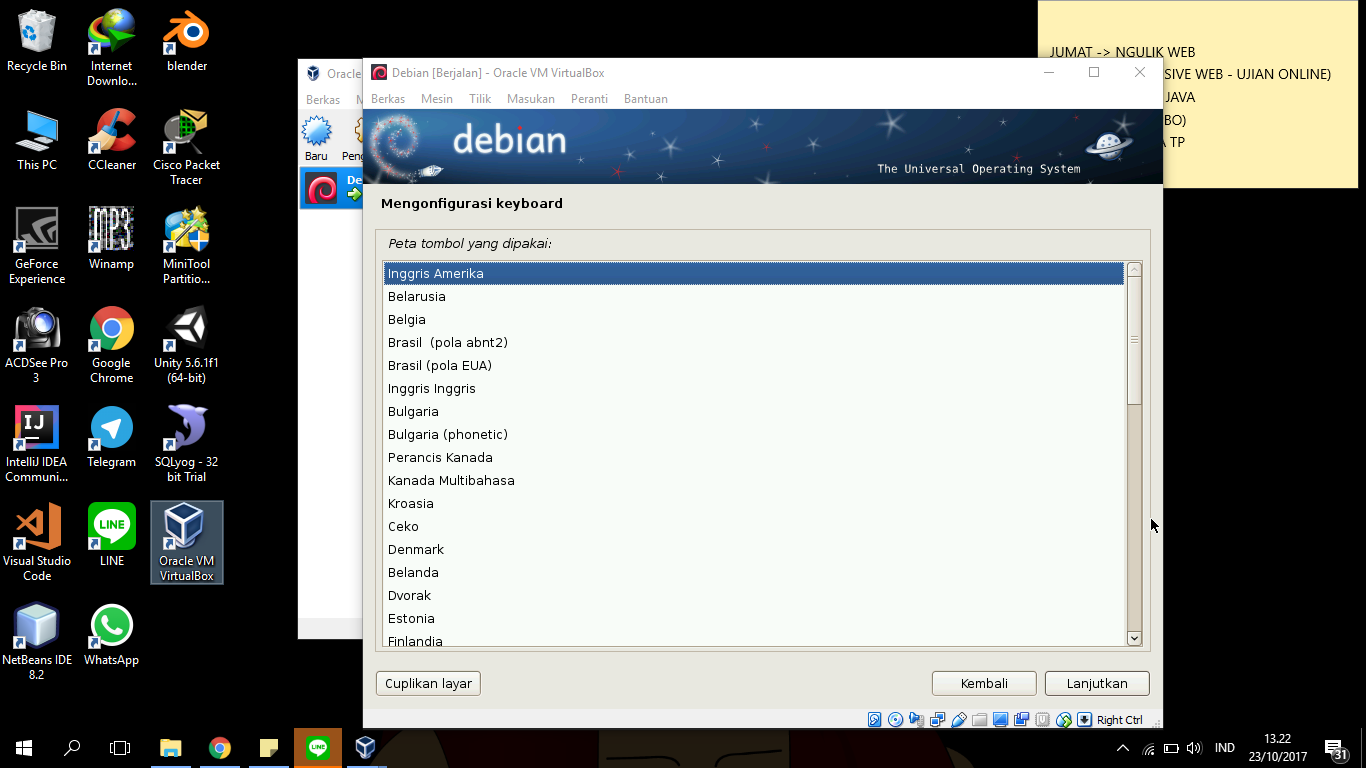 Recycle Bin
Internet
Downlo...
blender
This PC
CCleaner
Cisco Packet
Tracer
GeForce
Experience
MP3
Winamp
MiniTool
Partitio...
ACDSee Pro
3
Google
Chrome
Unity 5.6.1f1
(64-bit)
IJ
IntelliJ IDEA
Communi...
Telegram
SQLyog - 32
bit Trial
Visual Studio
Code
LINE
LINE
Oracle VM
VirtualBox
NetBeans IDE
8.2
WhatsApp
Oracle
Berkas
Baru
JUMAT -> NGULIK WEB
SIVE WEB - UJIAN ONLINE)
JAVA
BO)
TP
Debian [Berjalan] - Oracle VM VirtualBox
Berkas Mesin Tilik Masukan Peranti Bantuan
debian
The Universal Operating System
Mengonfigurasi keyboard
Peta tombol yang dipakai:
Inggris Amerika
Belarusia
Belgia
Brasil (pola abnt2)
Brasil (pola EUA)
Inggris Inggris
Bulgaria
Bulgaria (phonetic)
Perancis Kanada
Kanada Multibahasa
Kroasia
Ceko
Denmark
Belanda
Dvorak
Estonia
Finlandia
Cuplikan layar Kembali Lanjutkan
Right Ctrl
LINE
IND
13.22
23/10/2017
31